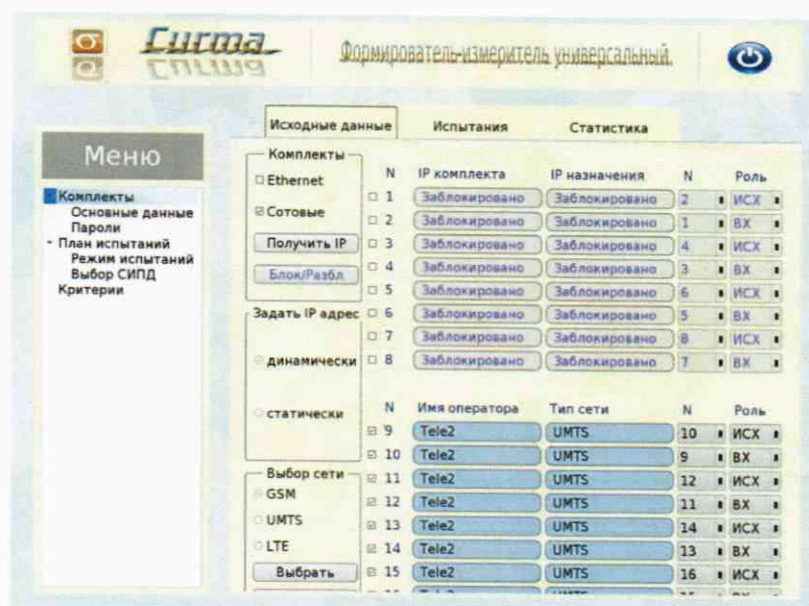 Сигма
Формирователь-измеритель универсальный.
Исходные данные Испытания Статистика
Меню
Комплекты
Основные данные
Пароли
План испытаний
Режим испытаний
Выбор СИПД
Критерии
Комплекты
Ethernet
Сотовые
Получить IP
Блок/Разбл
Задать IP адрес
динамически
статически
Выбор сети
GSM
UMTS
LTE
Выбрать
N IP комплекта IP назначения N Роль
1 Заблокировано Заблокировано 2 ИСХ
2 Заблокировано Заблокировано 1 ВХ
3 Заблокировано Заблокировано 4 ИСХ
4 Заблокировано Заблокировано 3 ВХ
5 Заблокировано Заблокировано 6 ИСХ
6 Заблокировано Заблокировано 5 ВХ
7 Заблокировано Заблокировано 8 ИСХ
8 Заблокировано Заблокировано 7 ВХ
N Имя оператора Тип сети N Роль
9 Tele2 UMTS 10 ИСХ
10 Tele2 UMTS 9 ВХ
11 Tele2 UMTS 12 ИСХ
12 Tele2 UMTS 11 ВХ
13 Tele2 UMTS 14 ИСХ
14 Tele2 UMTS 13 ВХ
15 Tele2 UMTS 16 ИСХ